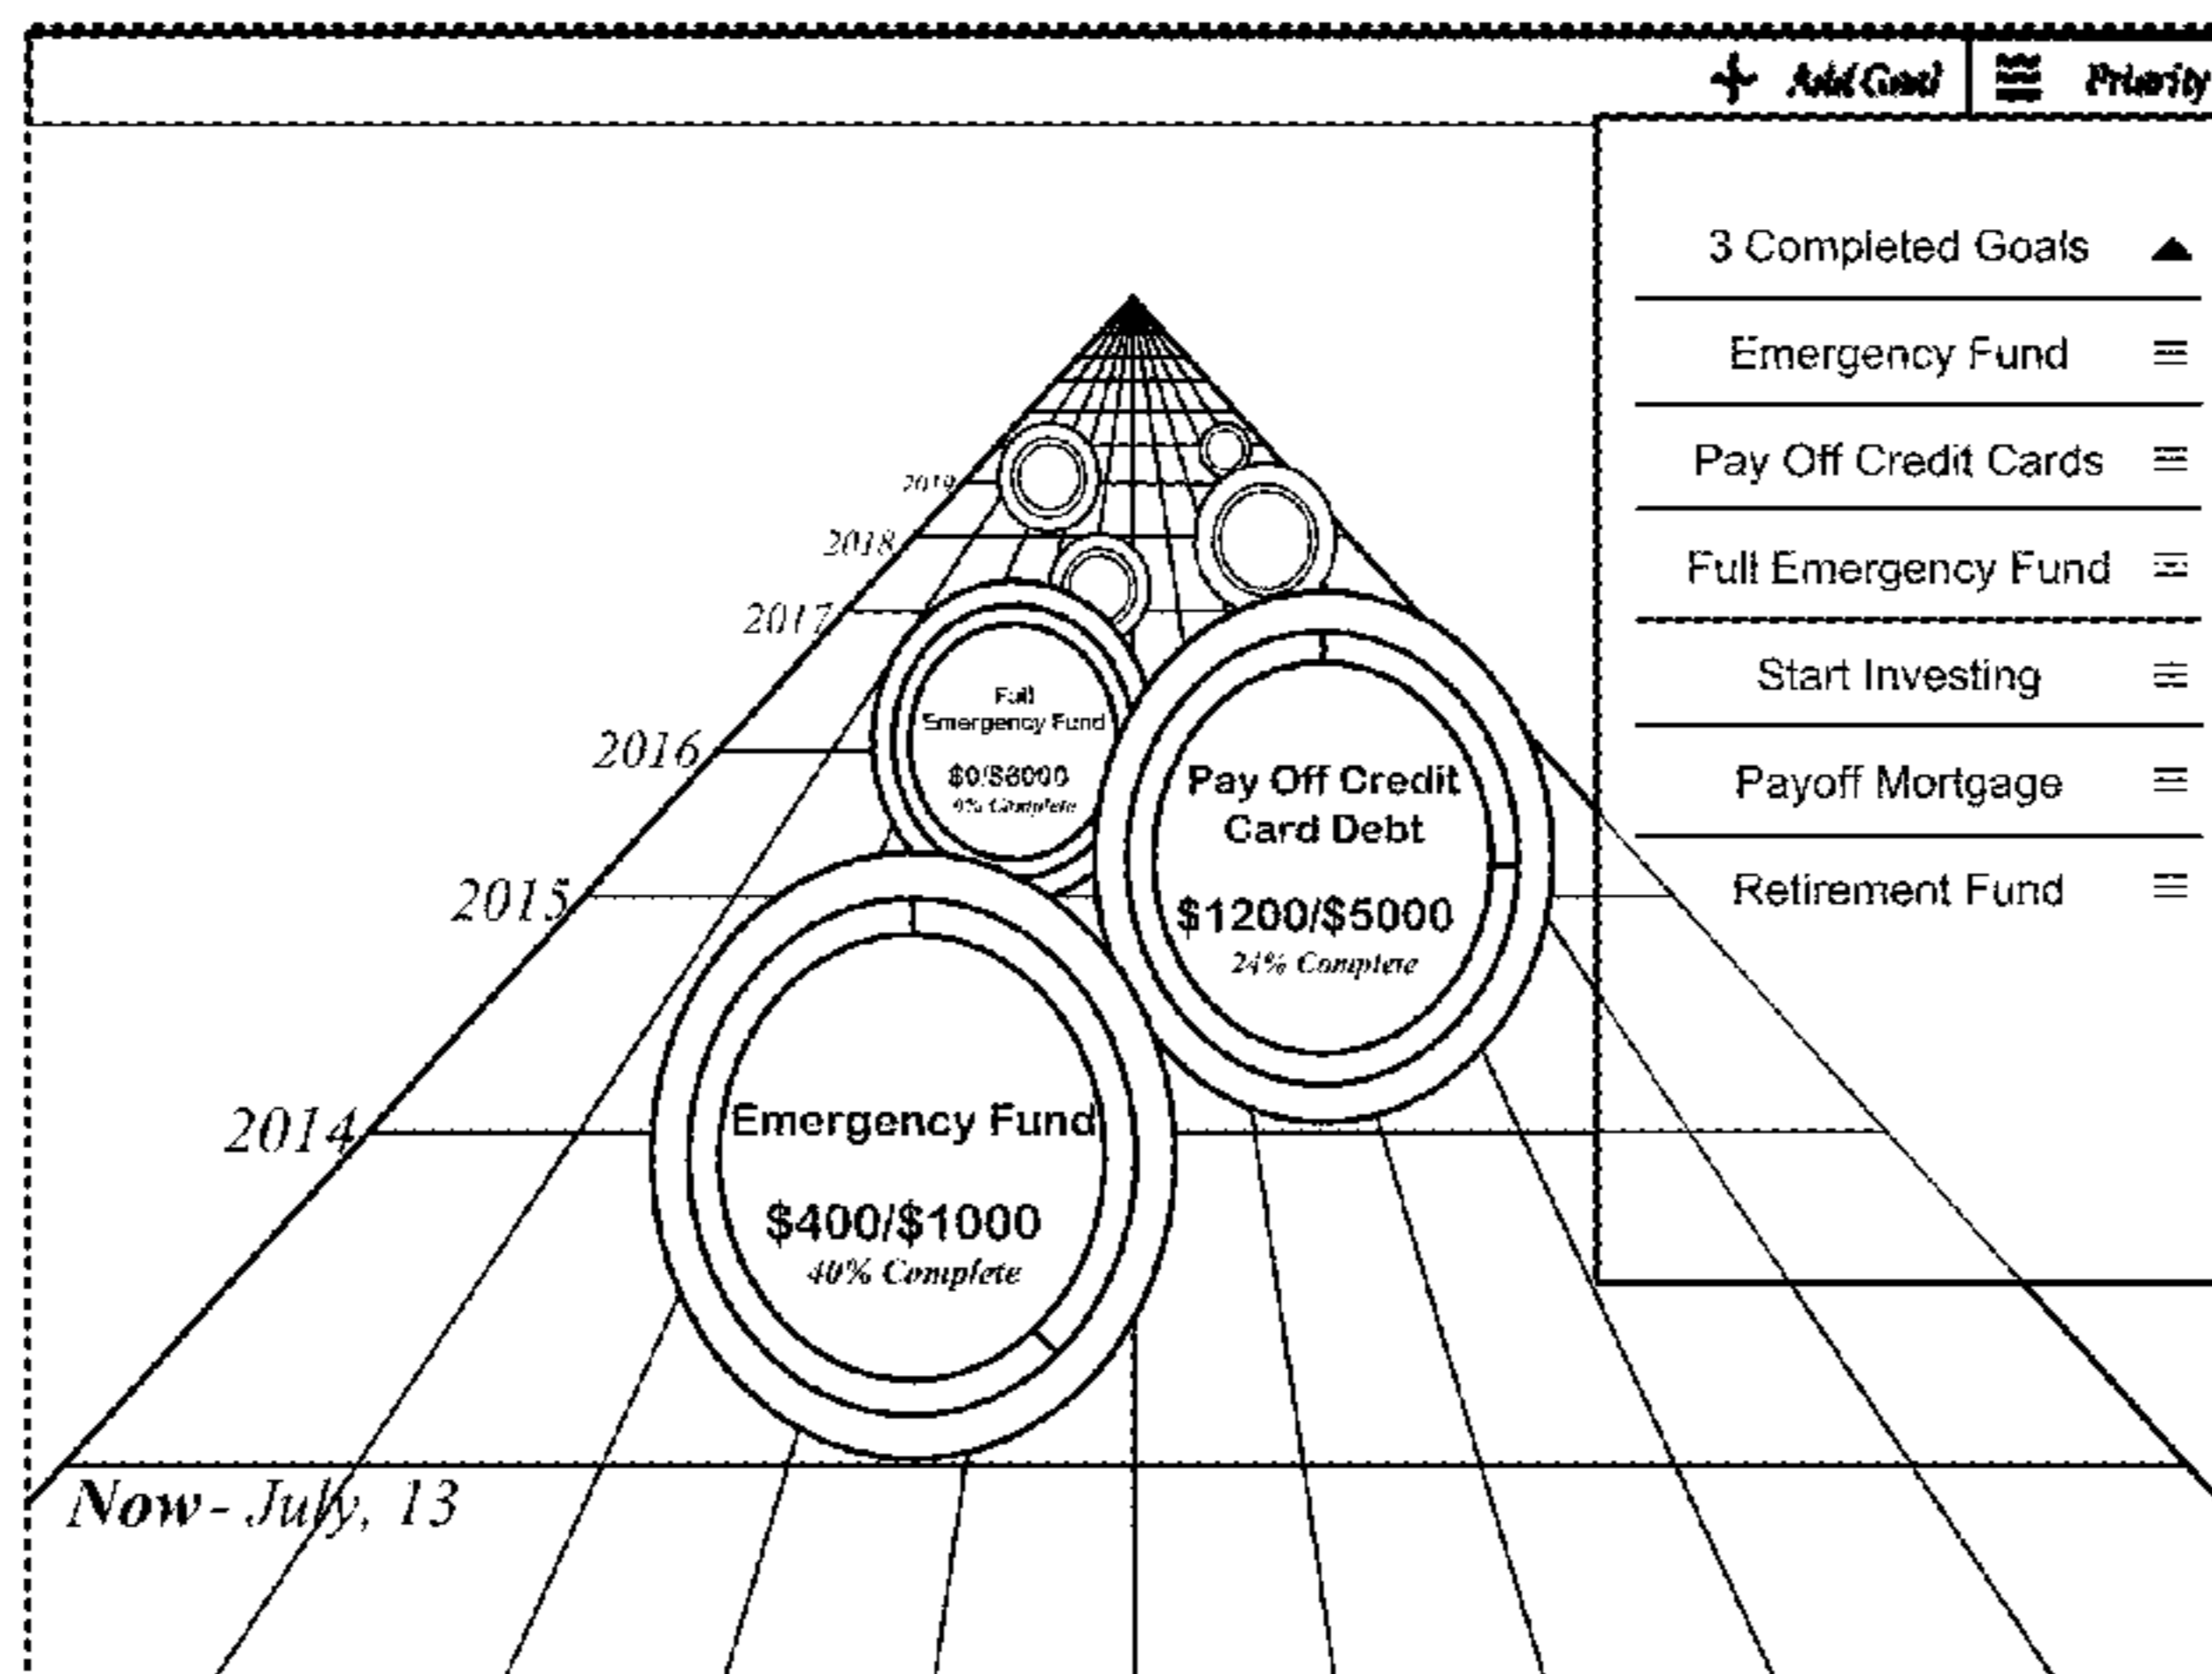 Add Goal
Priority
3 Completed Goals
Emergency Fund
Pay Off Credit Cards
Full Emergency Fund
Start Investing
Payoff Mortgage
Retirement Fund
2019
2018
2017
2016
2015
2014
Now - July, 13
Full
Emergency Fund
0% Complete
Pay Off Credit
Card Debt
$1200/$5000
24% Complete
Emergency Fund
$400/$1000
40% Complete